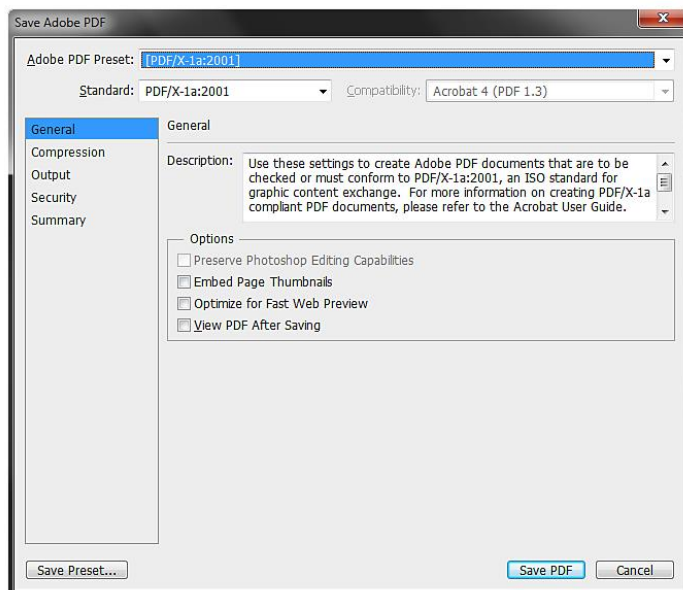 Save Adobe PDF
Adobe PDF Preset: [PDF/X-1a:2001]
Standard: PDF/X-1a:2001 Compatibility: Acrobat 4 (PDF 1.3)
General
Compression
Output
Security
Summary
General
Description: Use these settings to create Adobe PDF documents that are to be
checked or must conform to PDF/X-1a:2001, an ISO standard for
graphic content exchange. For more information on creating PDF/X-1a
compliant PDF documents, please refer to the Acrobat User Guide.
Options
Preserve Photoshop Editing Capabilities
Embed Page Thumbnails
Optimize for Fast Web Preview
View PDF After Saving
Save Preset... Save PDF Cancel